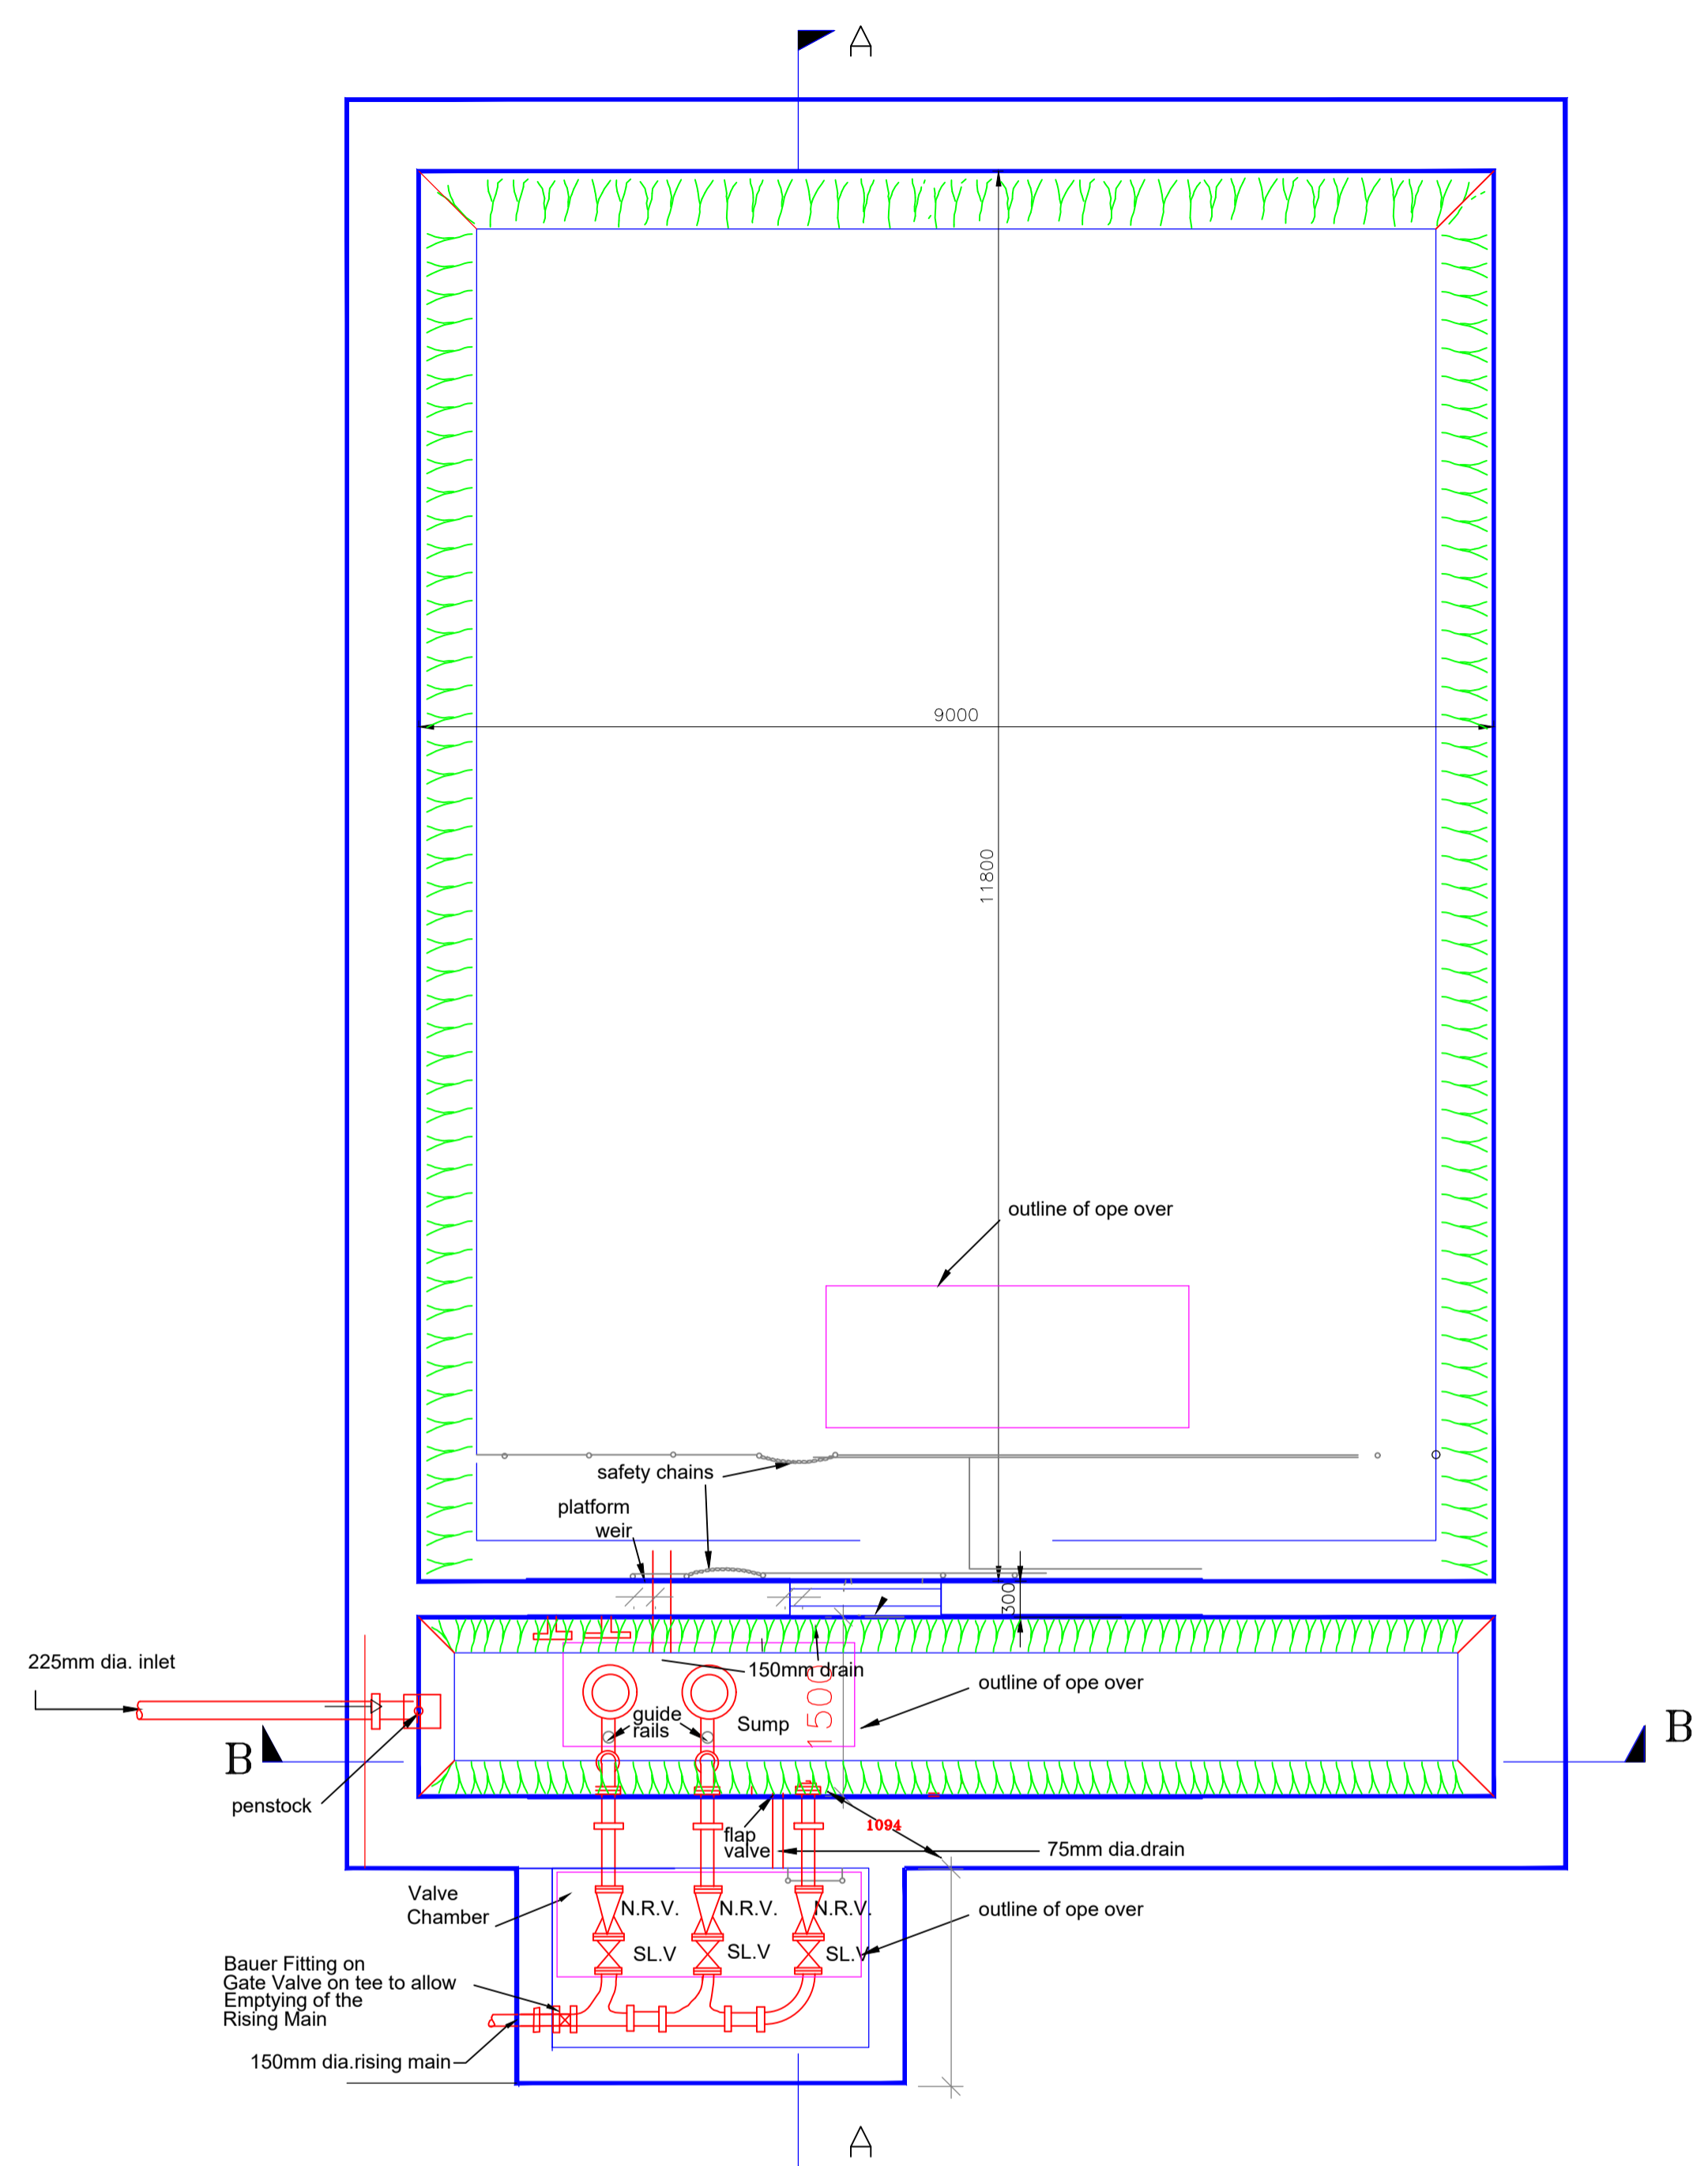 A
9000
11800
outline of ope over
safety chains
platform
weir
300
225mm dia. inlet
150mm drain
outline of ope over
1500
guide
rails
Sump
B
B
penstock
1094
flap
valve
75mm dia.drain
Valve
Chamber
N.R.V.
N.R.V.
N.R.V.
outline of ope over
SL.V
SL.V
SL.V
Bauer Fitting on
Gate Valve on tee to allow
Emptying of the
Rising Main
150mm dia.rising main
A